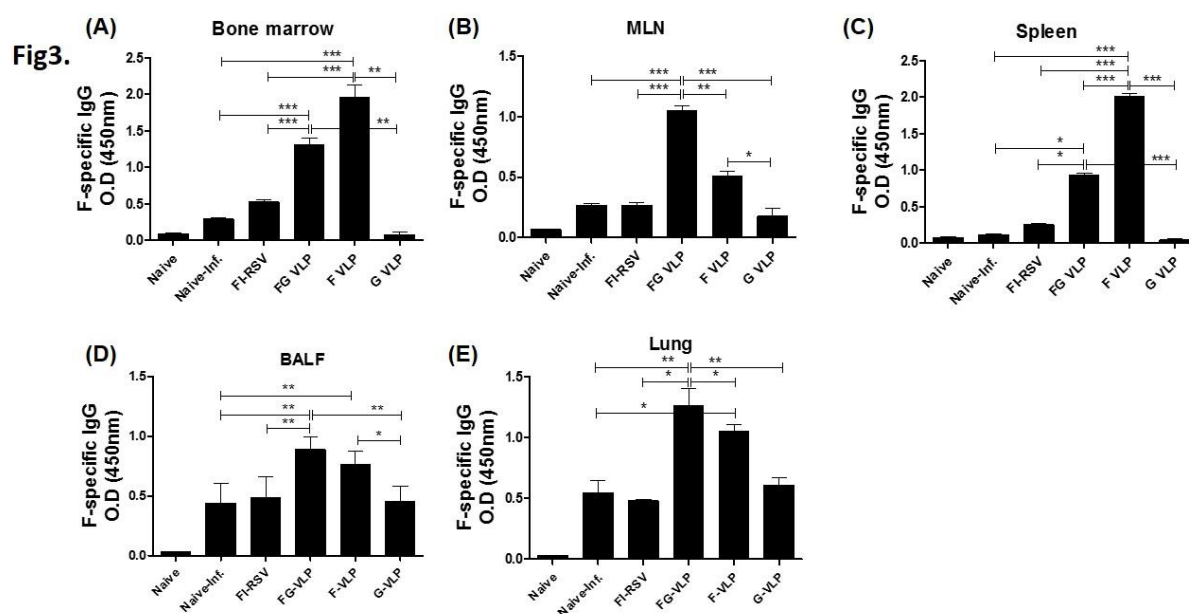 Fig3.
(A)
Bone marrow
F-specific IgG
O.D (450nm)
2.5
2.0
1.5
1.0
0.5
0.0
***
***
**
***
***
**
Naive
Naive-Inf.
FI-RSV
FG VLP
F VLP
G VLP
(B)
MLN
F-specific IgG
O.D (450nm)
1.5
1.0
0.5
0.0
***
***
***
**
*
Naive
Naive-Inf.
FI-RSV
FG VLP
F VLP
G VLP
(C)
Spleen
F-specific IgG
O.D (450nm)
2.5
2.0
1.5
1.0
0.5
0.0
***
***
***
***
*
*
***
Naive
Naive-Inf.
FI-RSV
FG VLP
F VLP
G VLP
(D)
BALF
F-specific IgG
O.D (450nm)
1.5
1.0
0.5
0.0
**
**
**
**
*
Naive
Naive-Inf.
FI-RSV
FG-VLP
F-VLP
G-VLP
(E)
Lung
F-specific IgG
O.D (450nm)
1.5
1.0
0.5
0.0
**
**
*
*
*
Naive
Naive-Inf.
FI-RSV
FG-VLP
F-VLP
G-VLP